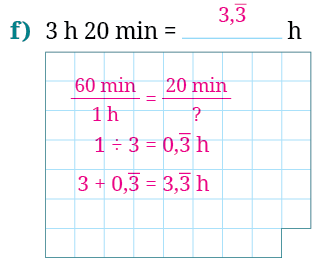 f) 3 h 20 min = 3,3̅ h
60 min / 1 h = 20 min / ?
1 ÷ 3 = 0,3̅ h
3 + 0,3̅ = 3,3̅ h